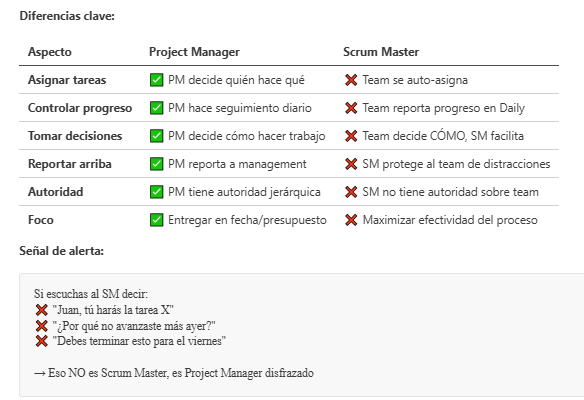 Diferencias clave:
Aspecto Project Manager Scrum Master
Asignar tareas ✅ PM decide quién hace qué ❌ Team se auto-asigna
Controlar progreso ✅ PM hace seguimiento diario ❌ Team reporta progreso en Daily
Tomar decisiones ✅ PM decide cómo hacer trabajo ❌ Team decide CÓMO, SM facilita
Reportar arriba ✅ PM reporta a management ❌ SM protege al team de distracciones
Autoridad ✅ PM tiene autoridad jerárquica ❌ SM no tiene autoridad sobre team
Foco ✅ Entregar en fecha/presupuesto ❌ Maximizar efectividad del proceso
Señal de alerta:
Si escuchas al SM decir:
❌ "Juan, tú harás la tarea X"
❌ "¿Por qué no avanzaste más ayer?"
❌ "Debes terminar esto para el viernes"
→ Eso NO es Scrum Master, es Project Manager disfrazado